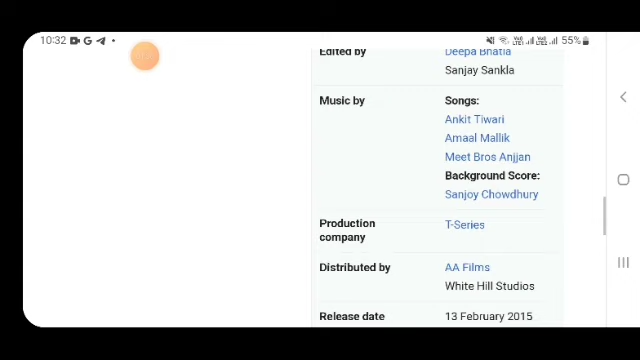 10:32 G VoLTE1 VoLTE2 55%
Edited by Deepa Bhatia
Sanjay Sankla
Music by Songs:
Ankit Tiwari
Amaal Mallik
Meet Bros Anjjan
Background Score:
Sanjoy Chowdhury
Production company T-Series
Distributed by AA Films
White Hill Studios
Release date 13 February 2015